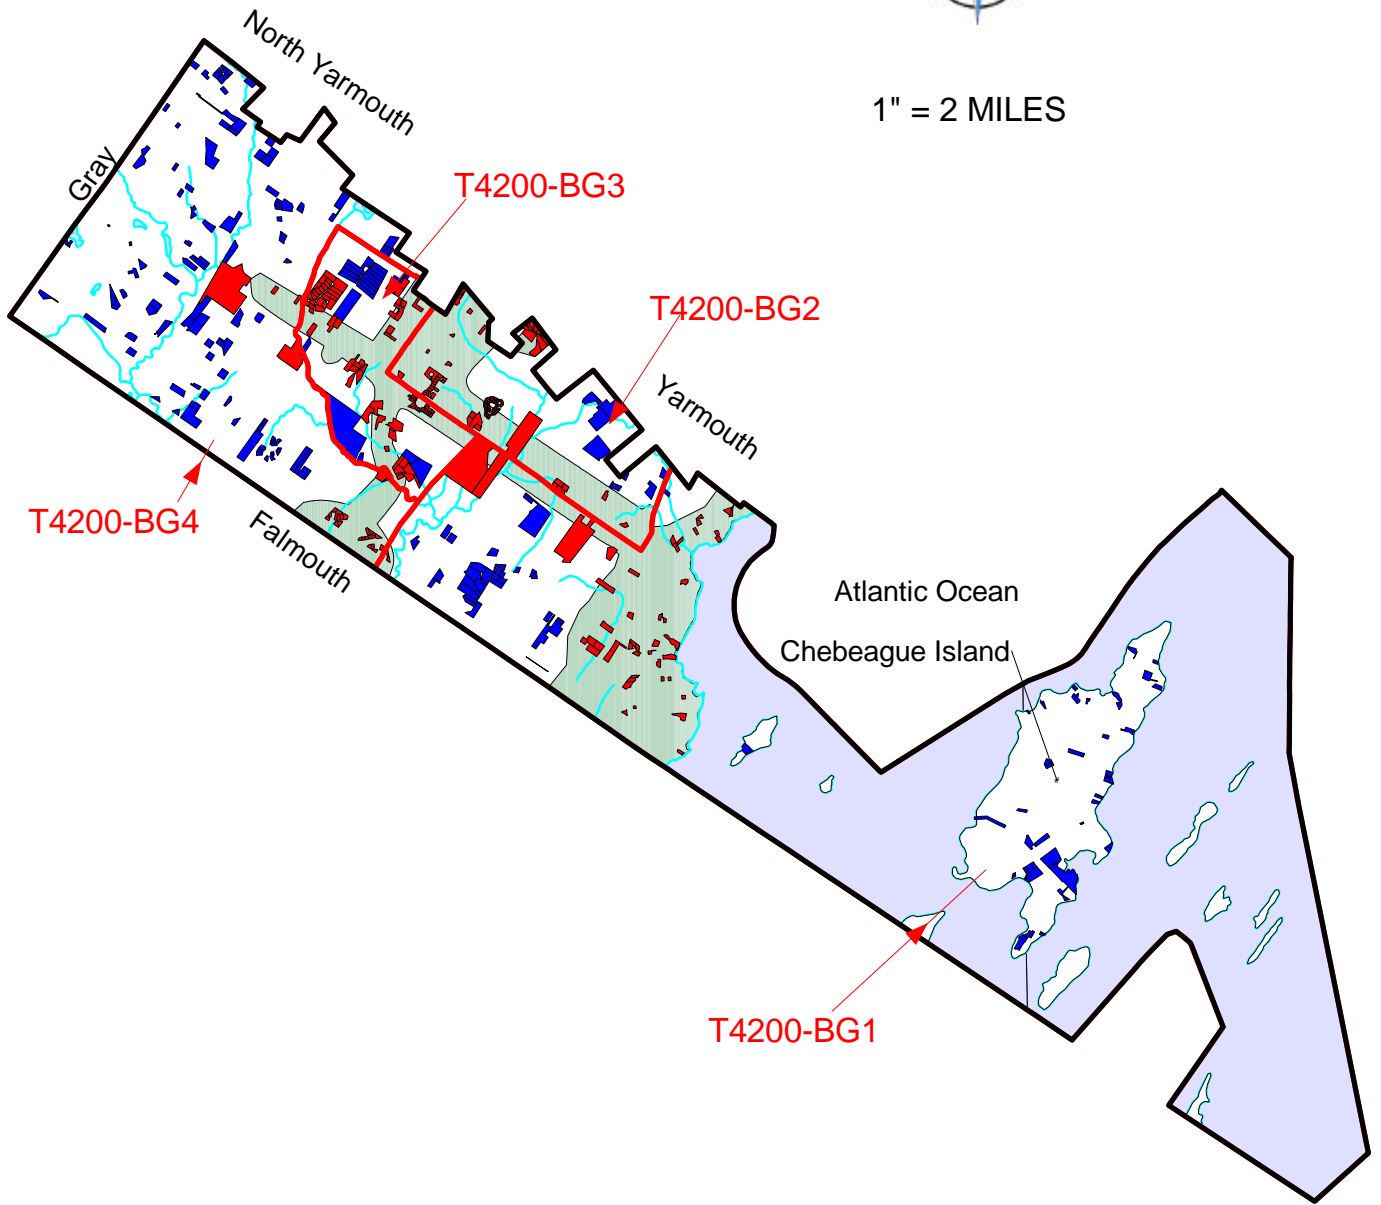 North Yarmouth
1" = 2 MILES
Gray
T4200-BG3
T4200-BG2
Yarmouth
T4200-BG4
Falmouth
Atlantic Ocean
Chebeague Island
T4200-BG1